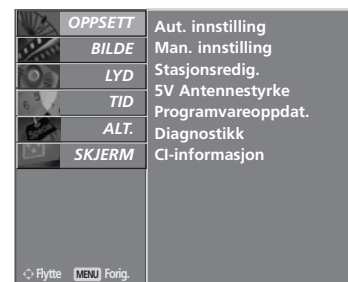 OPPSETT
BILDE
LYD
TID
ALT.
SKJERM
Aut. innstilling
Man. innstilling
Stasjonsredig.
5V Antennestyrke
Programvareoppdat.
Diagnostikk
CI-informasjon
Flytte MENU Forig.